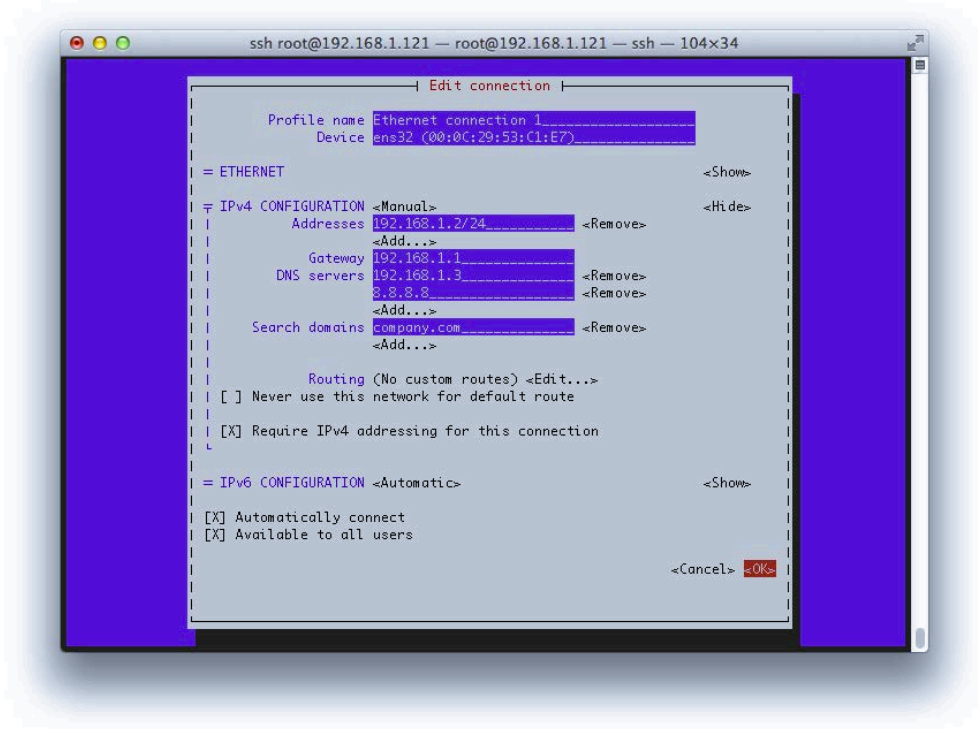 ssh root@192.168.1.121 — root@192.168.1.121 — ssh — 104×34
Edit connection
Profile name Ethernet connection 1
Device ens32 (00:0C:29:53:C1:E7)
= ETHERNET <Show>
IPv4 CONFIGURATION <Manual> <Hide>
Addresses 192.168.1.2/24 <Remove>
<Add...>
Gateway 192.168.1.1
DNS servers 192.168.1.3 <Remove>
8.8.8.8 <Remove>
<Add...>
Search domains company.com <Remove>
<Add...>
Routing (No custom routes) <Edit...>
[ ] Never use this network for default route
[X] Require IPv4 addressing for this connection
= IPv6 CONFIGURATION <Automatic> <Show>
[X] Automatically connect
[X] Available to all users
<Cancel> <OK>